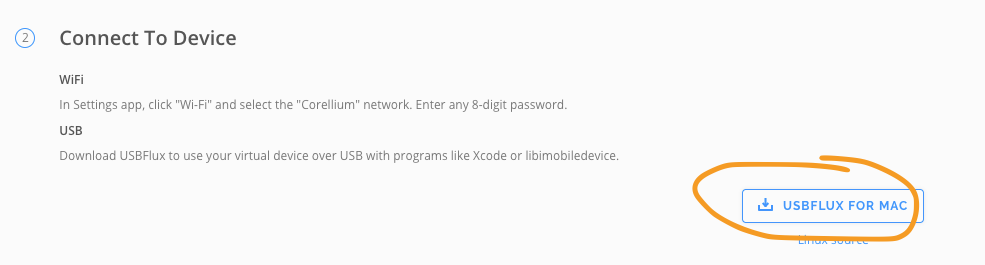 2 Connect To Device
WiFi
In Settings app, click "Wi-Fi" and select the "Corellium" network. Enter any 8-digit password.
USB
Download USBFlux to use your virtual device over USB with programs like Xcode or libimobiledevice.
USBFLUX FOR MAC
Linux Source